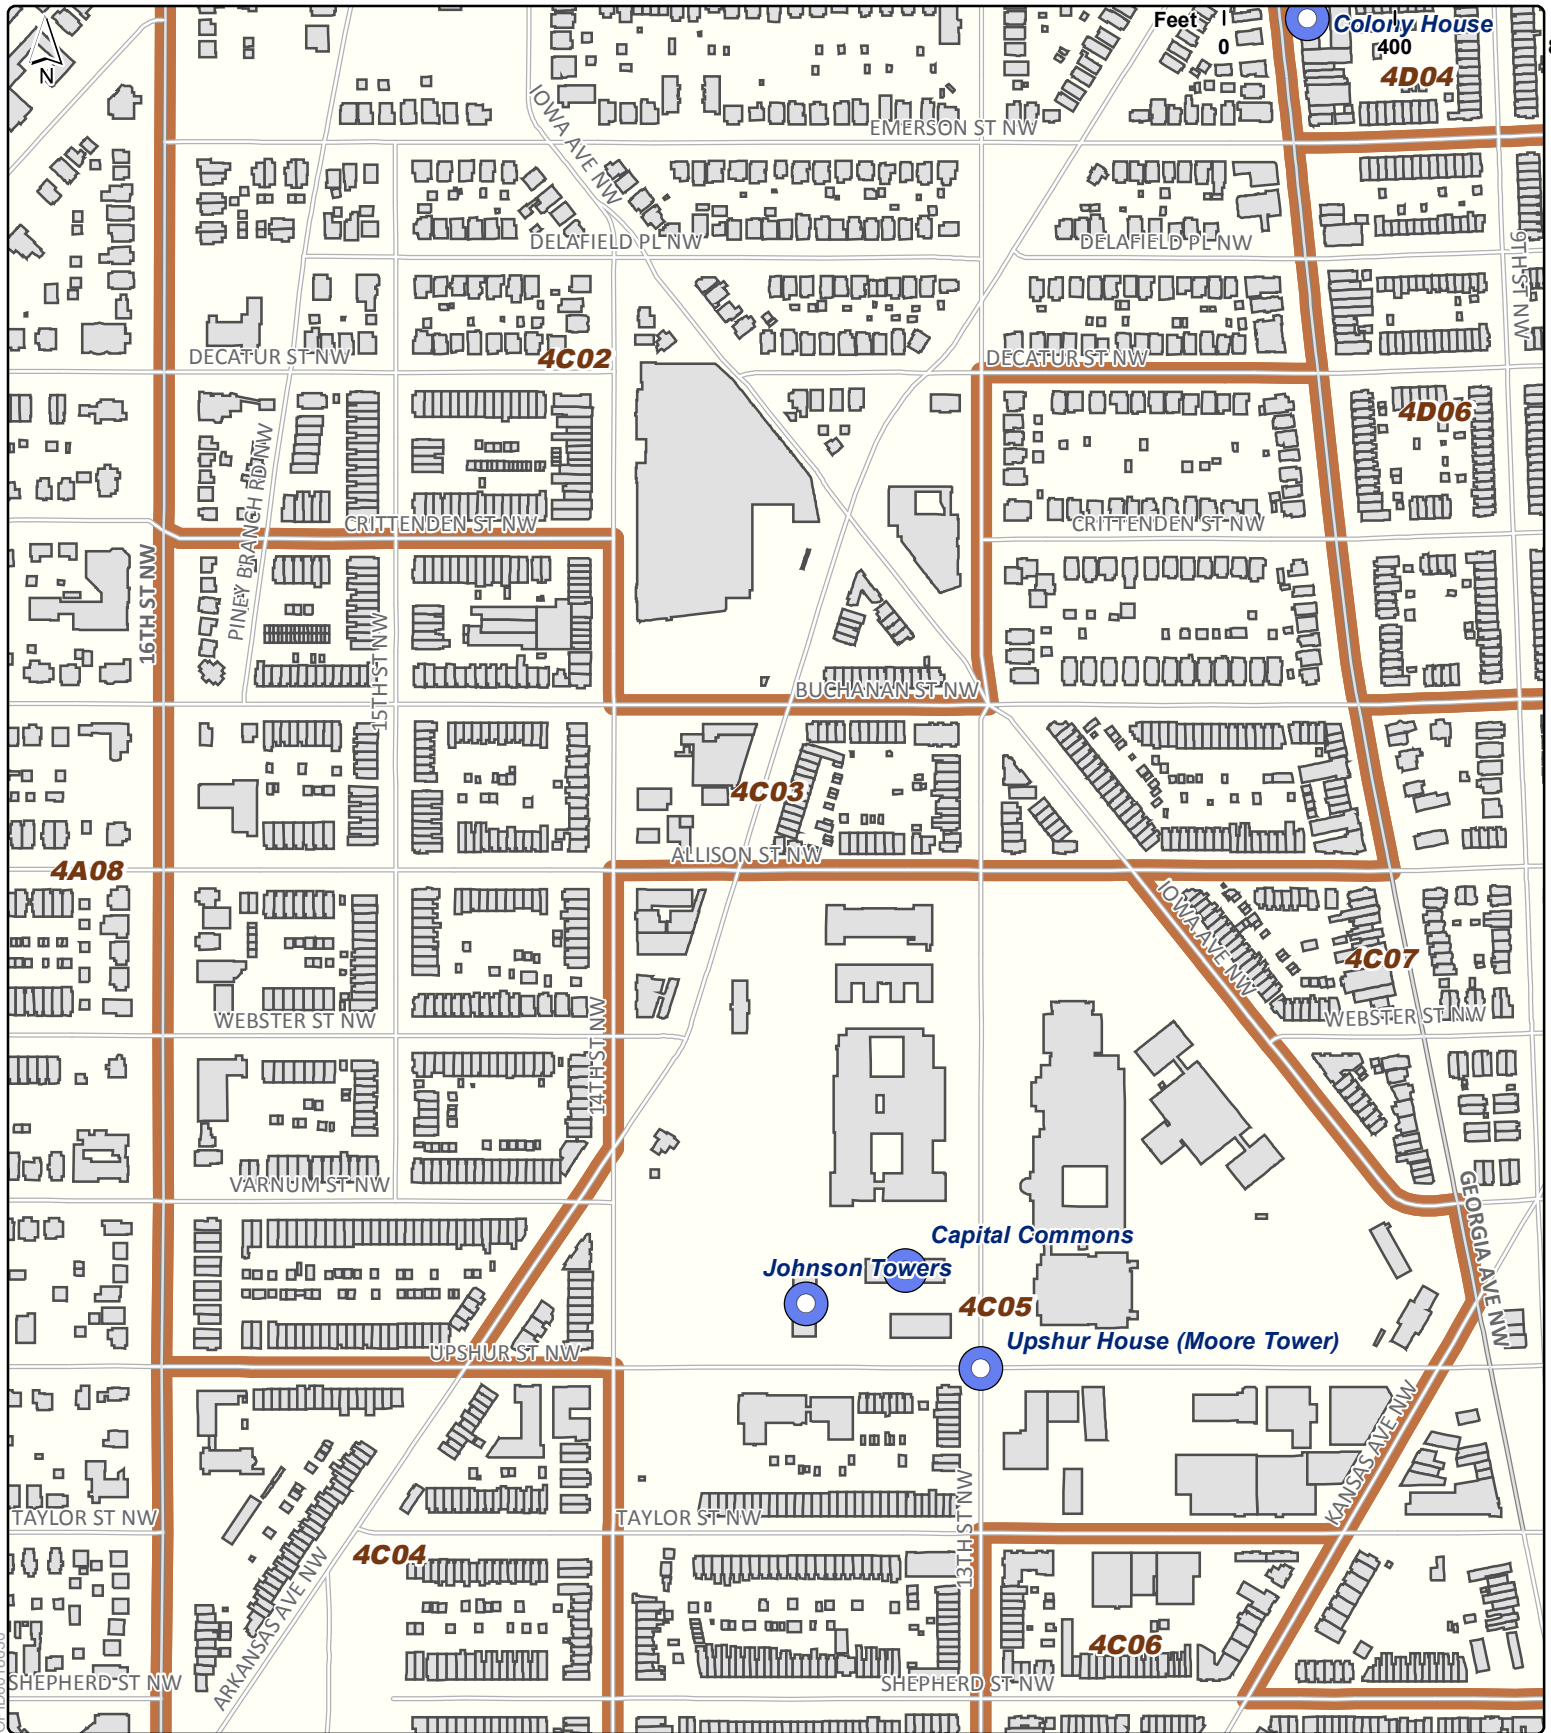 Feet
0
400
N
Colony House
4D04
IOWA AVE NW
EMERSON ST NW
DELAFIELD PL NW
DELAFIELD PL NW
9TH ST NW
DECATUR ST NW
4C02
DECATUR ST NW
4D06
PINEY BRANCH RD NW
CRITTENDEN ST NW
CRITTENDEN ST NW
16TH ST NW
15TH ST NW
BUCHANAN ST NW
4C03
ALLISON ST NW
4A08
IOWA AVE NW
4C07
WEBSTER ST NW
WEBSTER ST NW
14TH ST NW
VARNUM ST NW
GEORGIA AVE NW
Capital Commons
Johnson Towers
4C05
Upshur House (Moore Tower)
UPSHUR ST NW
KANSAS AVE NW
TAYLOR ST NW
TAYLOR ST NW
13TH ST NW
4C04
ARKANSAS AVE NW
4C06
SHEPHERD ST NW
SHEPHERD ST NW